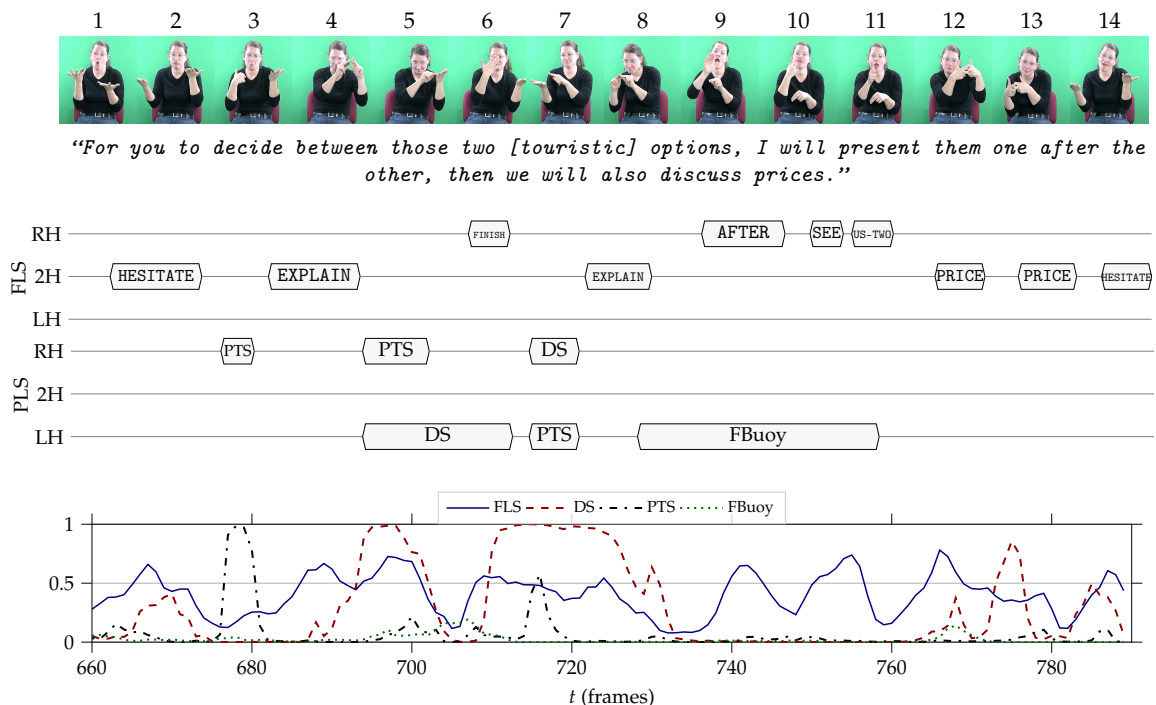 1 2 3 4 5 6 7 8 9 10 11 12 13 14
“For you to decide between those two [touristic] options, I will present them one after the
other, then we will also discuss prices.”
RH FINISH AFTER SEE US-TWO
FLS
2H HESITATE EXPLAIN EXPLAIN PRICE PRICE HESITATE
LH
RH PTS PTS DS
PLS
2H
LH DS PTS FBuoy
FLS DS PTS FBuoy
1
0.5
0
660 680 700 720 740 760 780
t (frames)